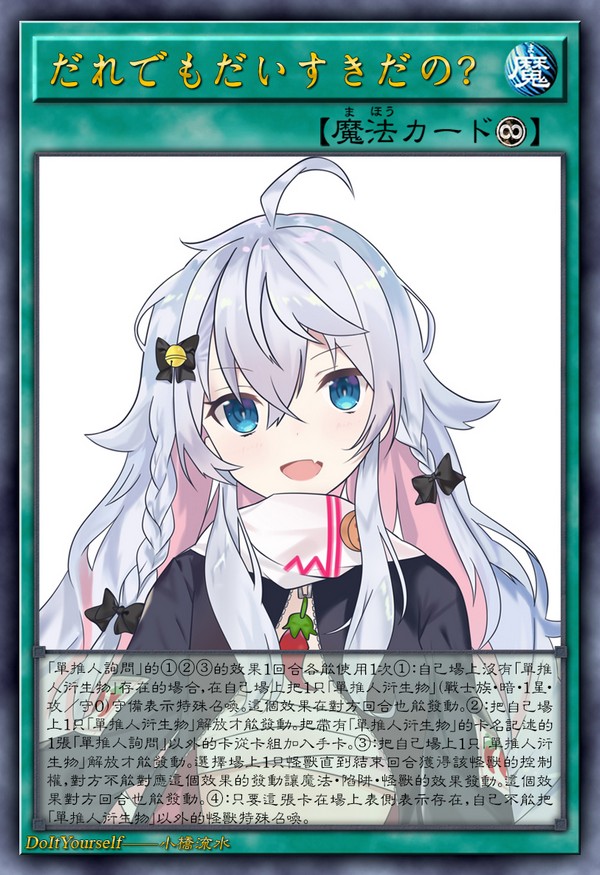 だれでもだいすきだの?
魔
【魔法カード】
「單推人詢問」的①②③的效果1回合各能使用1次①:自己場上沒有「單推
人衍生物」存在的場合,在自己場上把1只「單推人衍生物」(戰士族·暗·1星·
攻/守0)守備表示特殊召喚。這個效果在對方回合也能發動。②:把自己場
上1只「單推人衍生物」解放才能發動。把帶有「單推人衍生物」的卡名記述的
1張「單推人詢問」以外的卡從卡組加入手卡。③:把自己場上1只「單推人衍
生物」解放才能發動。選擇場上1只怪獸直到結束回合獲得該怪獸的控制
權,對方不能對應這個效果的發動讓魔法·陷阱·怪獸的效果發動。這個效
果對方回合也能發動。④:只要這張卡在場上表側表示存在,自己不能把
「單推人衍生物」以外的怪獸特殊召喚。
DoItYourself——小橋流水